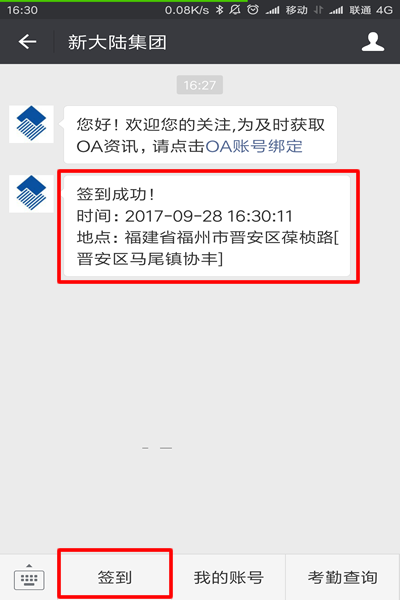 16:30 0.08K/s 移动 联通 4G
新大陆集团
16:27
您好！欢迎您的关注,为及时获取
OA资讯，请点击OA账号绑定
签到成功！
时间：2017-09-28 16:30:11
地点：福建省福州市晋安区葆桢路[
晋安区马尾镇协丰]
签到 我的账号 考勤查询